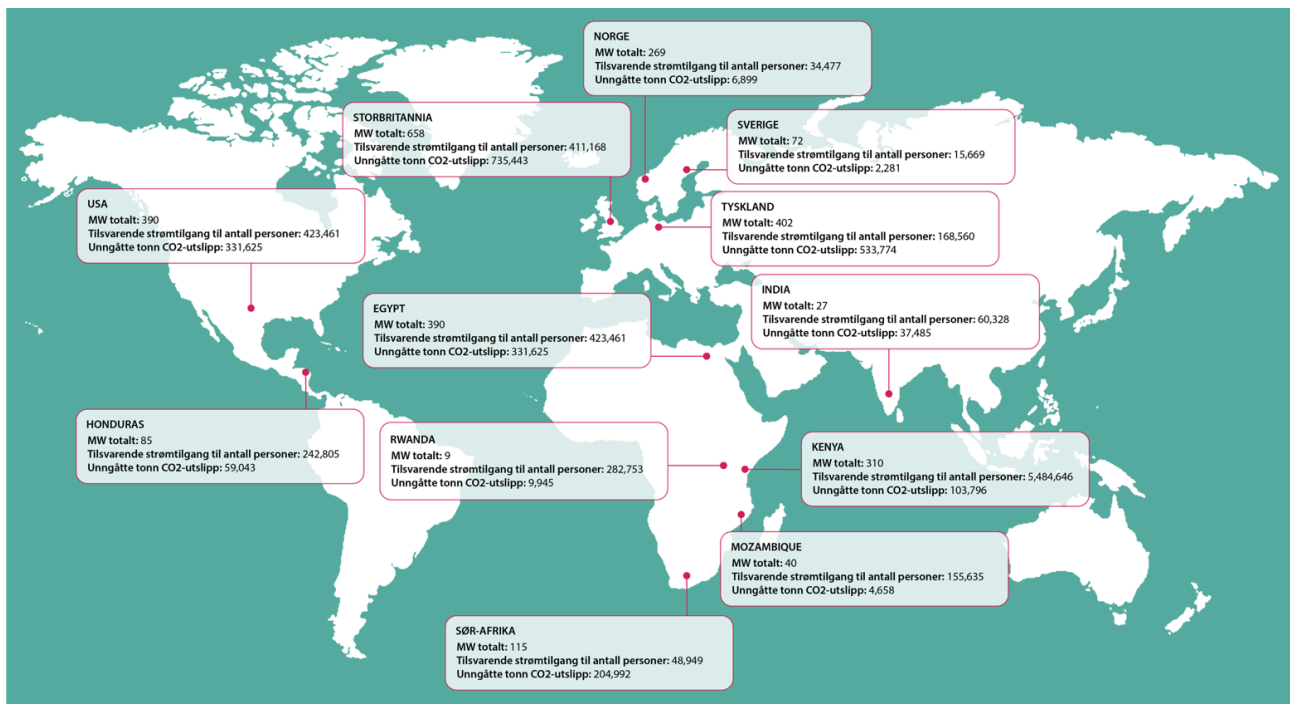 NORGE
MW totalt: 269
Tilsvarende strømtilgang til antall personer: 34,477
Unngåtte tonn CO2-utslipp: 6,899
STORBRITANNIA
MW totalt: 658
Tilsvarende strømtilgang til antall personer: 411,168
Unngåtte tonn CO2-utslipp: 735,443
SVERIGE
MW totalt: 72
Tilsvarende strømtilgang til antall personer: 15,669
Unngåtte tonn CO2-utslipp: 2,281
USA
MW totalt: 390
Tilsvarende strømtilgang til antall personer: 423,461
Unngåtte tonn CO2-utslipp: 331,625
TYSKLAND
MW totalt: 402
Tilsvarende strømtilgang til antall personer: 168,560
Unngåtte tonn CO2-utslipp: 533,774
INDIA
MW totalt: 27
Tilsvarende strømtilgang til antall personer: 60,328
Unngåtte tonn CO2-utslipp: 37,485
EGYPT
MW totalt: 390
Tilsvarende strømtilgang til antall personer: 423,461
Unngåtte tonn CO2-utslipp: 331,625
HONDURAS
MW totalt: 85
Tilsvarende strømtilgang til antall personer: 242,805
Unngåtte tonn CO2-utslipp: 59,043
RWANDA
MW totalt: 9
Tilsvarende strømtilgang til antall personer: 282,753
Unngåtte tonn CO2-utslipp: 9,945
KENYA
MW totalt: 310
Tilsvarende strømtilgang til antall personer: 5,484,646
Unngåtte tonn CO2-utslipp: 103,796
MOZAMBIQUE
MW totalt: 40
Tilsvarende strømtilgang til antall personer: 155,635
Unngåtte tonn CO2-utslipp: 4,658
SØR-AFRIKA
MW totalt: 115
Tilsvarende strømtilgang til antall personer: 48,949
Unngåtte tonn CO2-utslipp: 204,992